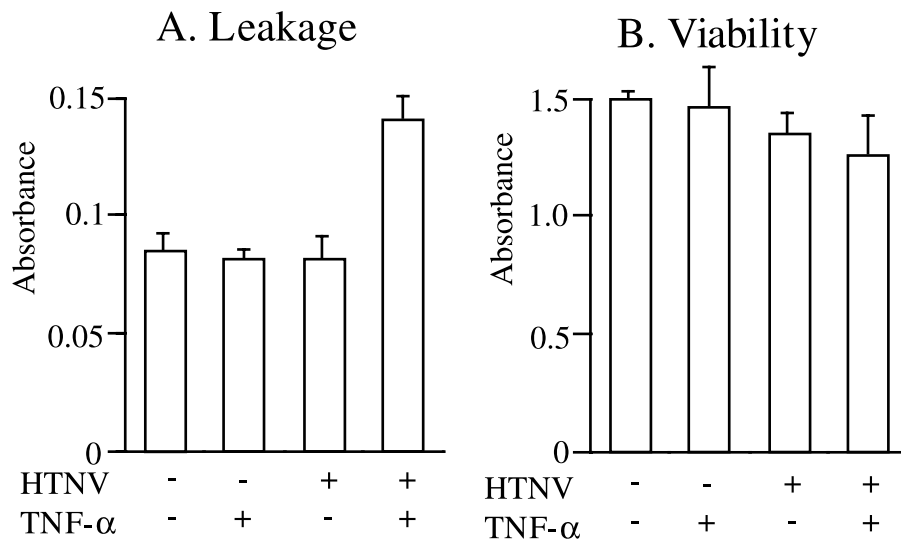 A. Leakage
Absorbance
0.15
0.1
0.05
0
HTNV - - + +
TNF-α - + - +
B. Viability
Absorbance
1.5
1.0
0.5
0
HTNV - - + +
TNF-α - + - +